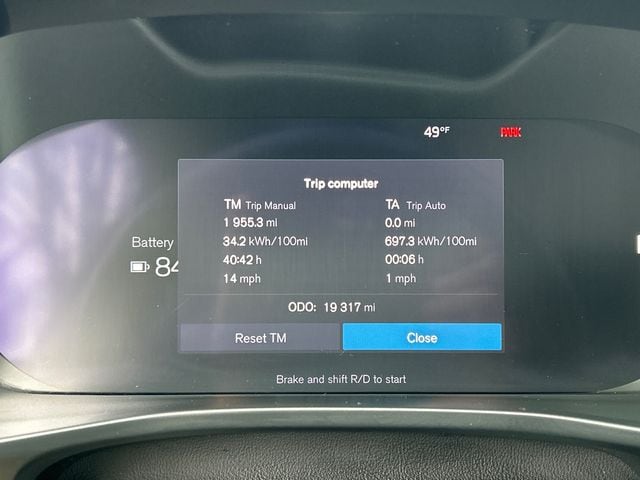 49°F PARK
Trip computer
TM Trip Manual TA Trip Auto
1 955.3 mi 0.0 mi
34.2 kWh/100mi 697.3 kWh/100mi
40:42 h 00:06 h
14 mph 1 mph
Battery
84
ODO: 19 317 mi
Reset TM Close
Brake and shift R/D to start